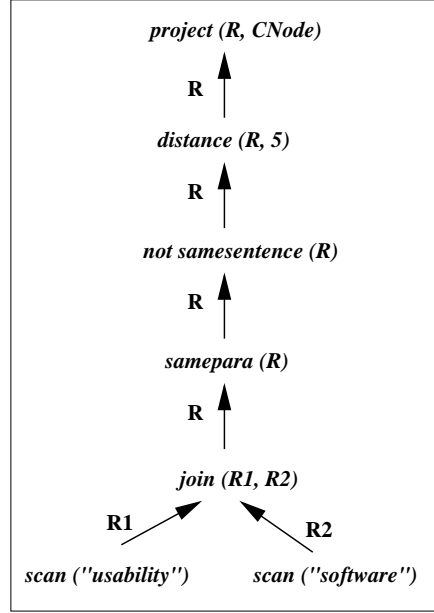 project (R, CNode)
R
distance (R, 5)
R
not samesentence (R)
R
samepara (R)
R
join (R1, R2)
R1 R2
scan ("usability") scan ("software")